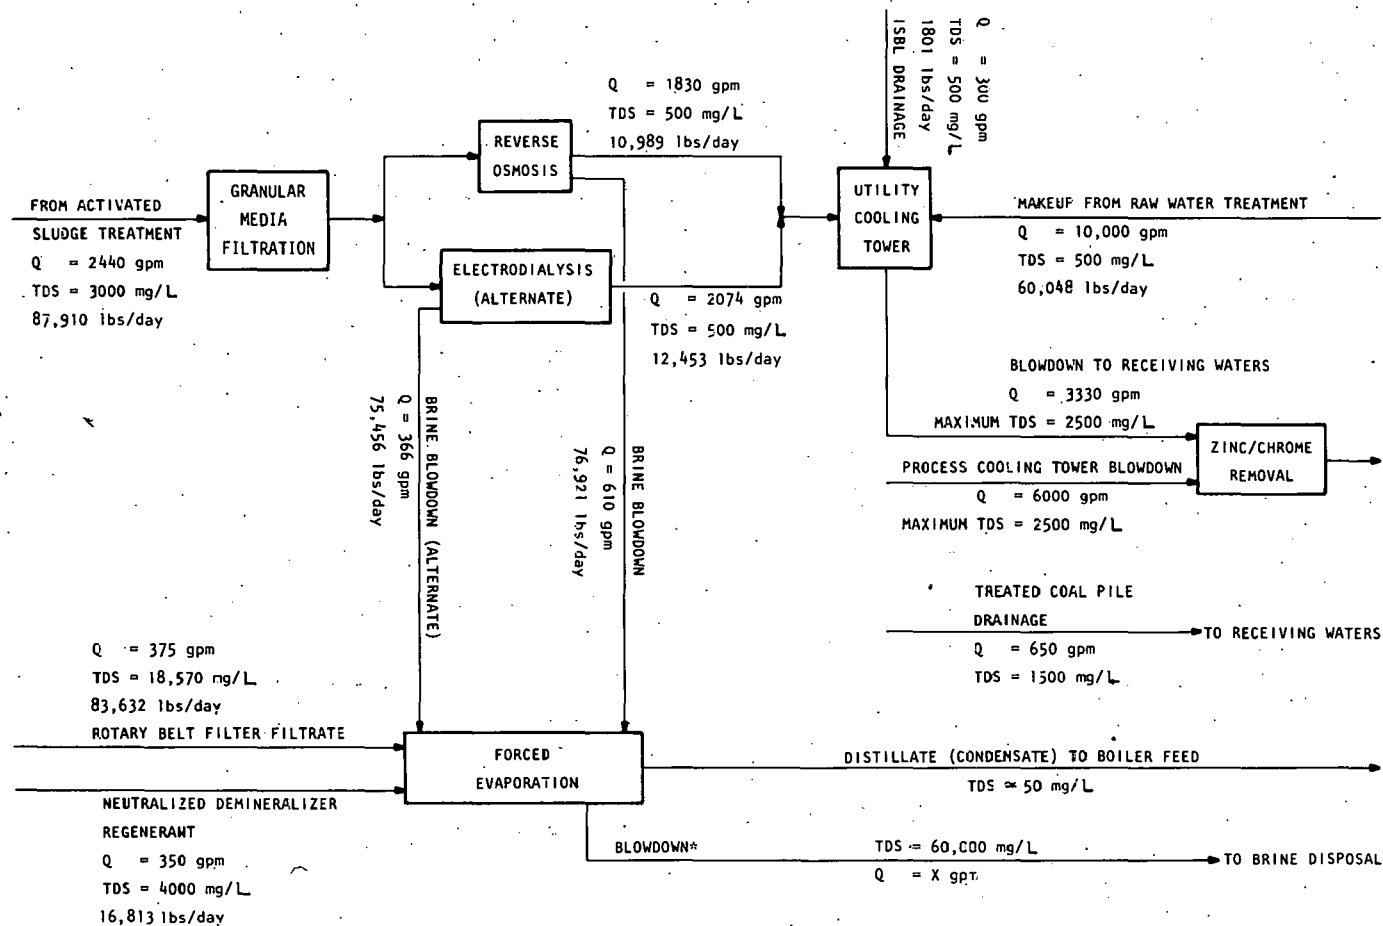 Q = 300 gpm
TDS = 500 mg/L
1801 lbs/day
ISBL DRAINAGE
Q = 1830 gpm
TDS = 500 mg/L
10,989 lbs/day
REVERSE
OSMOSIS
GRANULAR
MEDIA
FILTRATION
FROM ACTIVATED
SLUDGE TREATMENT
Q = 2440 gpm
TDS = 3000 mg/L
87,910 lbs/day
ELECTRODIALYSIS
(ALTERNATE)
Q = 2074 gpm
TDS = 500 mg/L
12,453 lbs/day
UTILITY
COOLING
TOWER
MAKEUP FROM RAW WATER TREATMENT
Q = 10,000 gpm
TDS = 500 mg/L
60,048 lbs/day
BLOWDOWN TO RECEIVING WATERS
Q = 3330 gpm
MAXIMUM TDS = 2500 mg/L
ZINC/CHROME
REMOVAL
PROCESS COOLING TOWER BLOWDOWN
Q = 6000 gpm
MAXIMUM TDS = 2500 mg/L
BRINE BLOWDOWN (ALTERNATE)
Q = 366 gpm
75,456 lbs/day
BRINE BLOWDOWN
Q = 610 gpm
76,921 lbs/day
TREATED COAL PILE
DRAINAGE
TO RECEIVING WATERS
Q = 650 gpm
TDS = 1500 mg/L
Q = 375 gpm
TDS = 18,570 mg/L
83,632 lbs/day
ROTARY BELT FILTER FILTRATE
FORCED
EVAPORATION
DISTILLATE (CONDENSATE) TO BOILER FEED
TDS ≃ 50 mg/L
NEUTRALIZED DEMINERALIZER
REGENERANT
Q = 350 gpm
TDS = 4000 mg/L
16,813 lbs/day
BLOWDOWN*
TDS = 60,000 mg/L
TO BRINE DISPOSAL
Q = X gpm